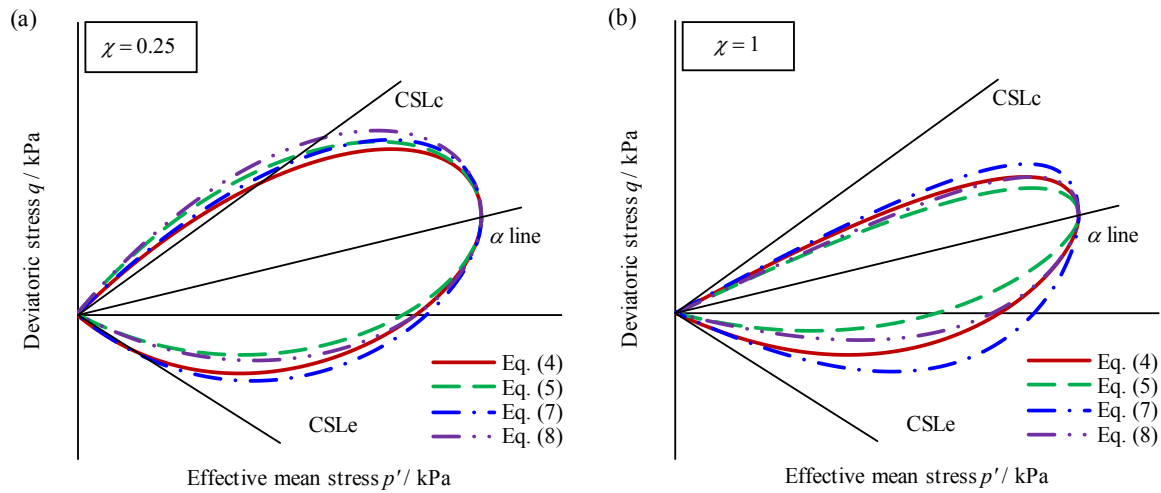 (a)
χ = 0.25
CSLc
α line
CSLe
Deviatoric stress q / kPa
Effective mean stress p′ / kPa
Eq. (4)
Eq. (5)
Eq. (7)
Eq. (8)
(b)
χ = 1
CSLc
α line
CSLe
Deviatoric stress q / kPa
Effective mean stress p′ / kPa
Eq. (4)
Eq. (5)
Eq. (7)
Eq. (8)